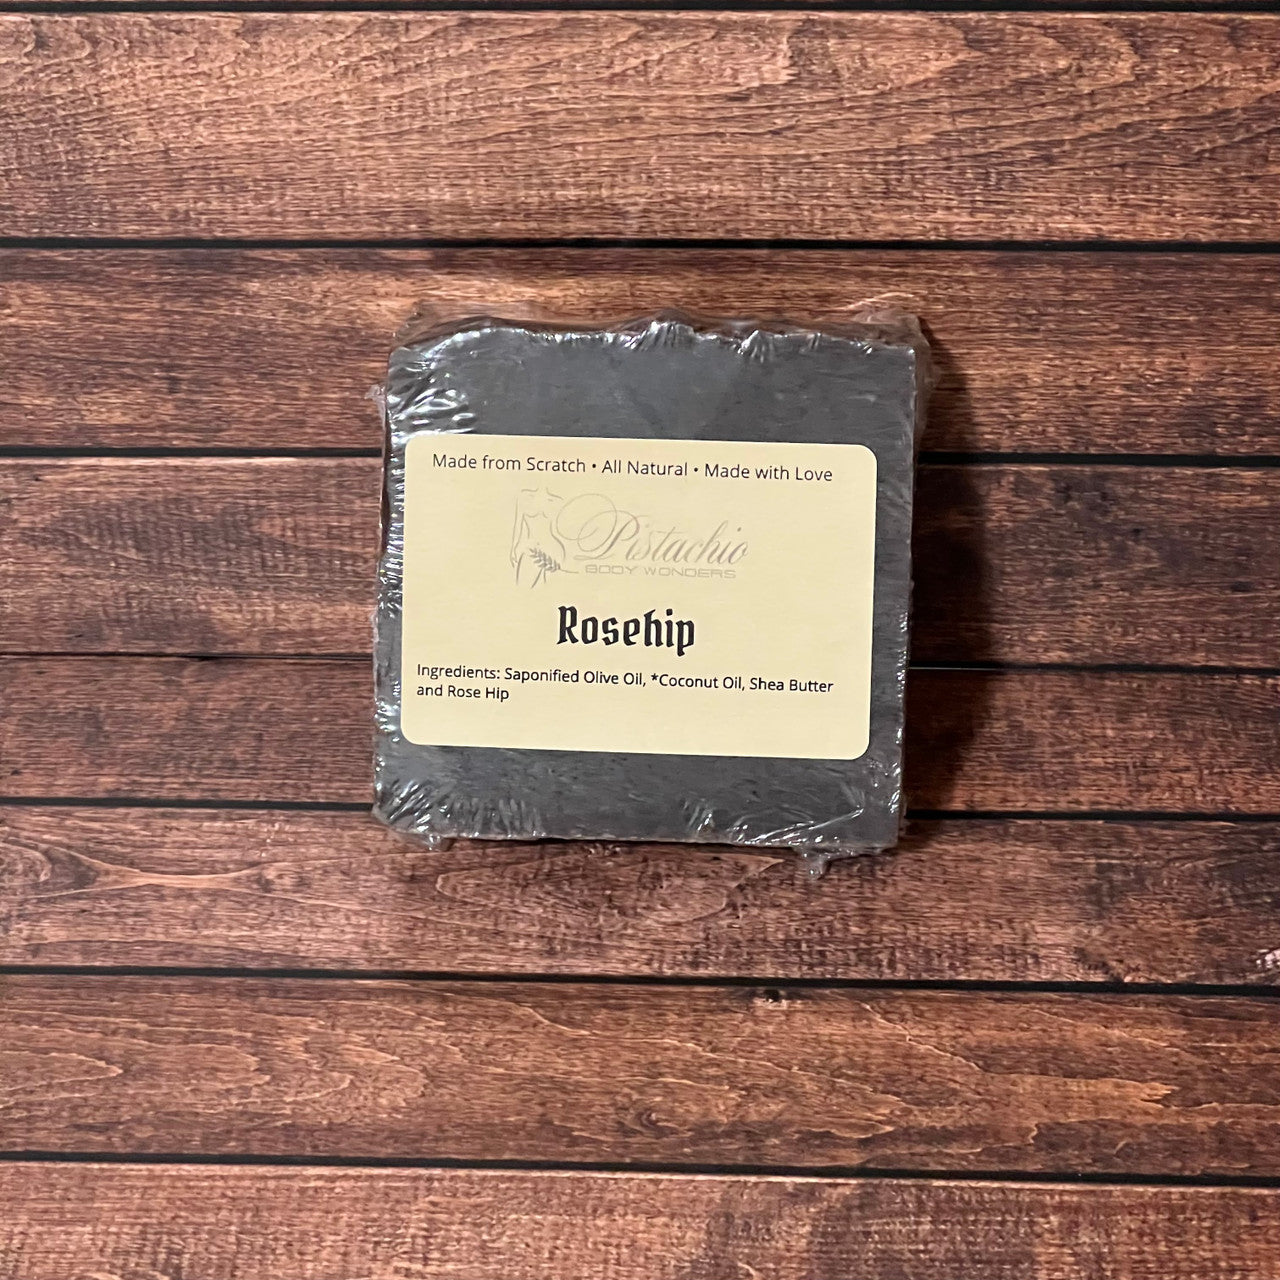 Made from Scratch • All Natural • Made with Love
Pistachio
BODY WONDERS
Rosehip
Ingredients: Saponified Olive Oil, *Coconut Oil, Shea Butter
and Rose Hip